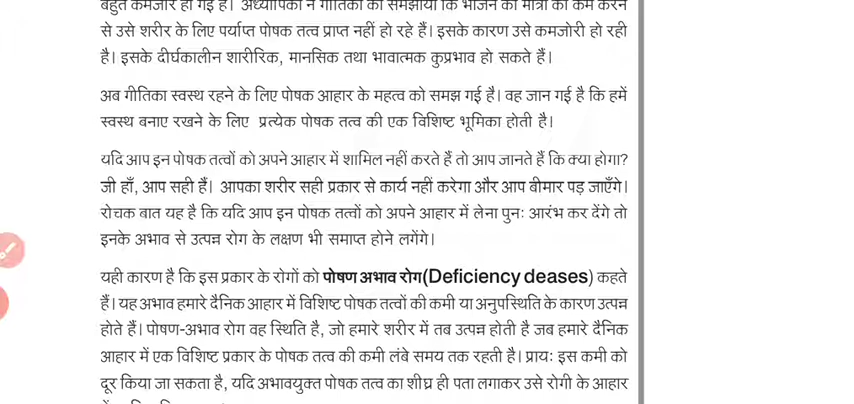 बहुत कमजोर हो गई है। अध्यापिका ने गीतिका को समझाया कि भोजन की मात्रा को कम करने
से उसे शरीर के लिए पर्याप्त पोषक तत्व प्राप्त नहीं हो रहे हैं। इसके कारण उसे कमजोरी हो रही
है। इसके दीर्घकालीन शारीरिक, मानसिक तथा भावात्मक कुप्रभाव हो सकते हैं।
अब गीतिका स्वस्थ रहने के लिए पोषक आहार के महत्व को समझ गई है। वह जान गई है कि हमें
स्वस्थ बनाए रखने के लिए प्रत्येक पोषक तत्व की एक विशिष्ट भूमिका होती है।
यदि आप इन पोषक तत्वों को अपने आहार में शामिल नहीं करते हैं तो आप जानते हैं कि क्या होगा?
जी हाँ, आप सही हैं। आपका शरीर सही प्रकार से कार्य नहीं करेगा और आप बीमार पड़ जाएँगे।
रोचक बात यह है कि यदि आप इन पोषक तत्वों को अपने आहार में लेना पुनः आरंभ कर देंगे तो
इनके अभाव से उत्पन्न रोग के लक्षण भी समाप्त होने लगेंगे।
यही कारण है कि इस प्रकार के रोगों को पोषण अभाव रोग(Deficiency deases) कहते
हैं। यह अभाव हमारे दैनिक आहार में विशिष्ट पोषक तत्वों की कमी या अनुपस्थिति के कारण उत्पन्न
होते हैं। पोषण-अभाव रोग वह स्थिति है, जो हमारे शरीर में तब उत्पन्न होती है जब हमारे दैनिक
आहार में एक विशिष्ट प्रकार के पोषक तत्व की कमी लंबे समय तक रहती है। प्रायः इस कमी को
दूर किया जा सकता है, यदि अभावयुक्त पोषक तत्व का शीघ्र ही पता लगाकर उसे रोगी के आहार